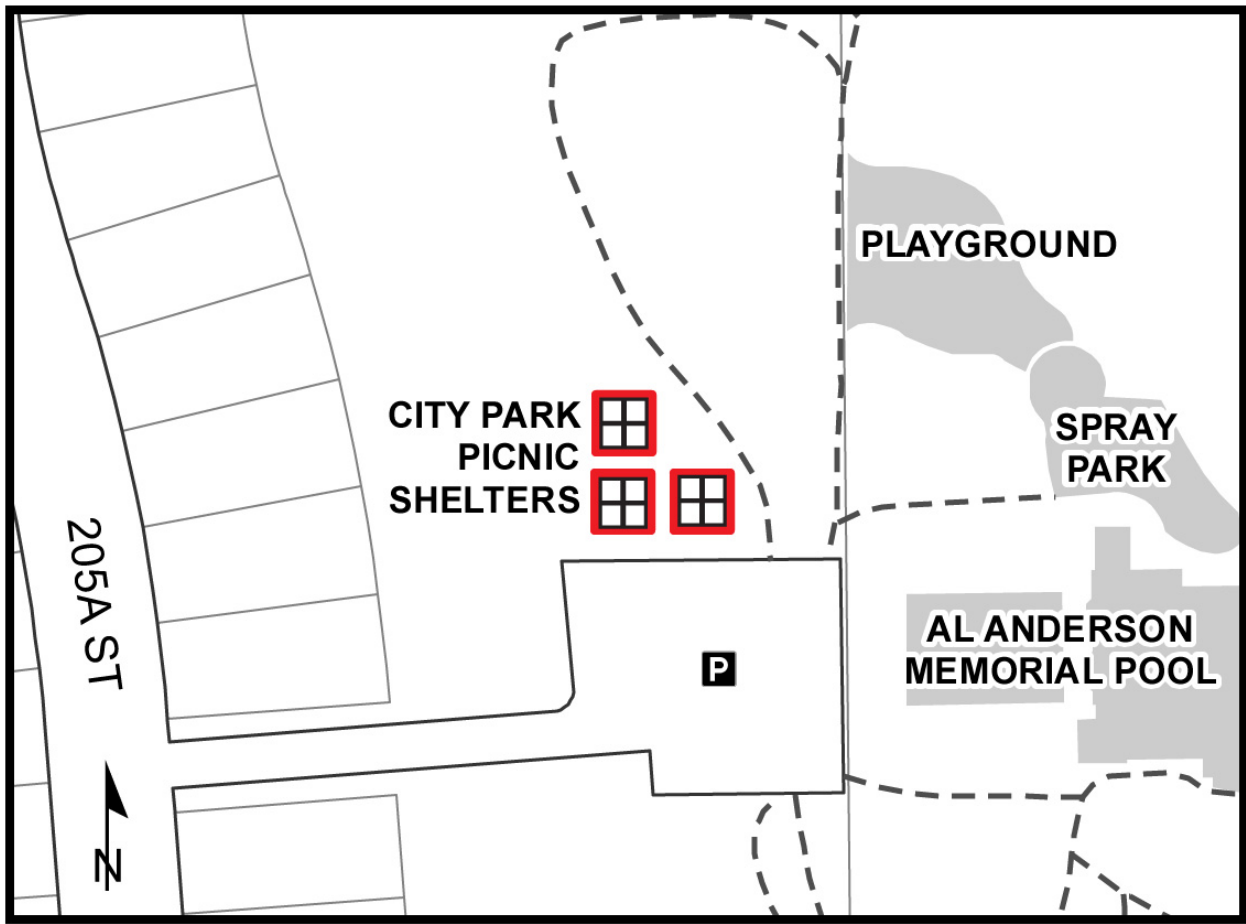 PLAYGROUND
CITY PARK
PICNIC
SHELTERS
SPRAY
PARK
205A ST
P
AL ANDERSON
MEMORIAL POOL
N